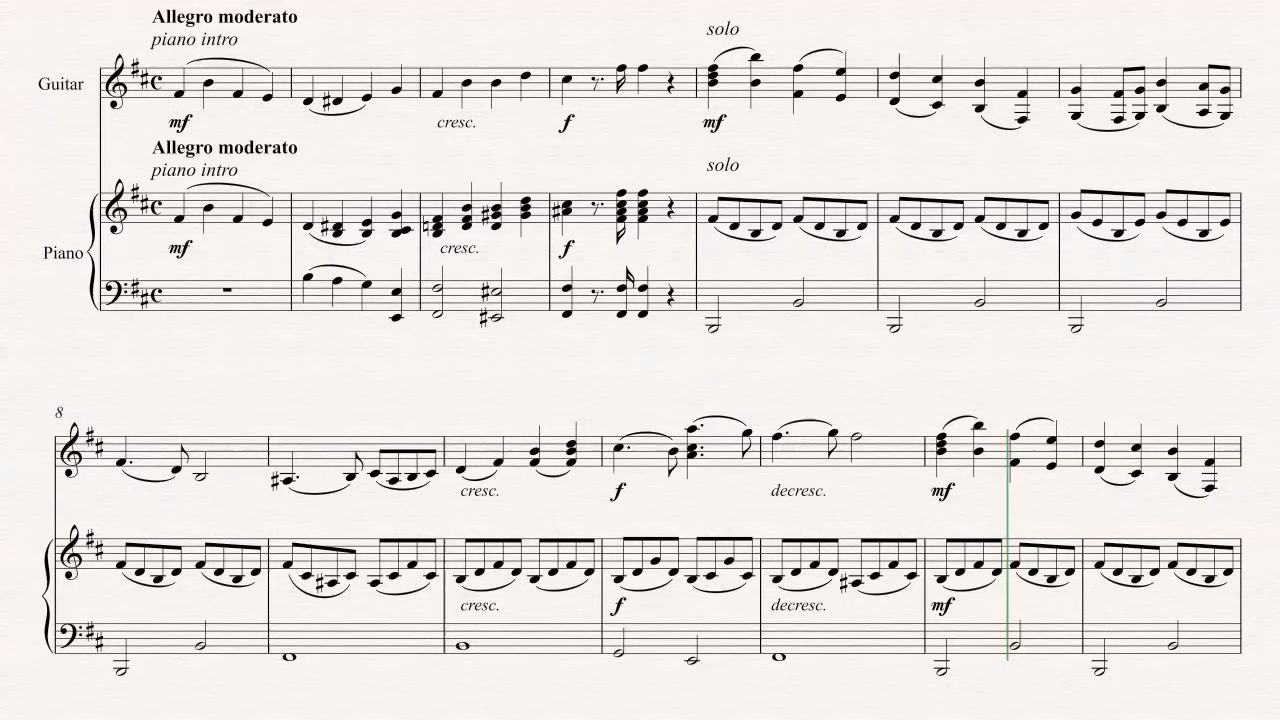 Allegro moderato
piano intro
solo
Guitar
mf
cresc.
f
mf
Allegro moderato
piano intro
solo
mf
cresc.
f
Piano
8
cresc.
f
decresc.
mf
cresc.
f
decresc.
mf